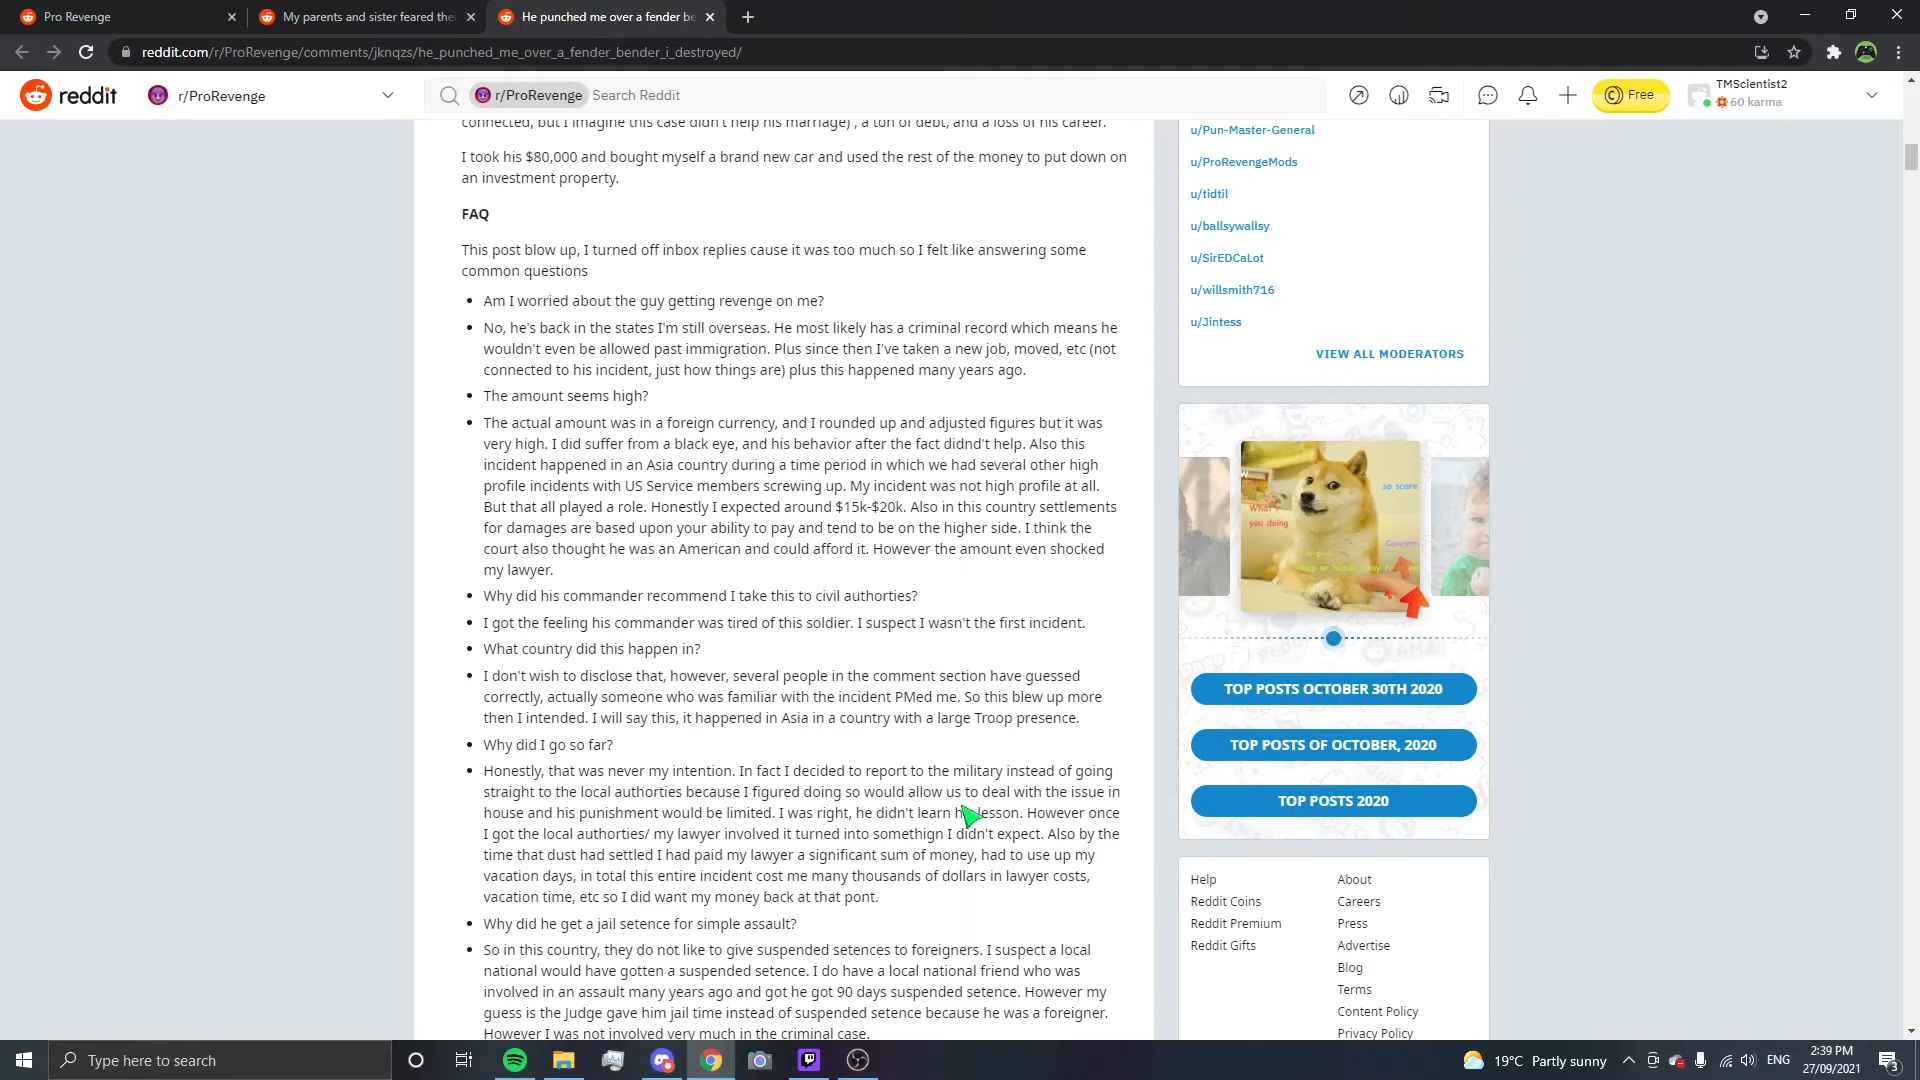 Pro Revenge
My parents and sister feared the
He punched me over a fender be
reddit.com/r/ProRevenge/comments/jknqzs/he_punched_me_over_a_fender_bender_i_destroyed/
reddit
r/ProRevenge
r/ProRevenge
Search Reddit
Free
TMScientist2
60 karma
connected, but I imagine this case didn't help his marriage) , a ton of debt, and a loss of his career.
I took his $80,000 and bought myself a brand new car and used the rest of the money to put down on
an investment property.
FAQ
This post blow up, I turned off inbox replies cause it was too much so I felt like answering some
common questions
Am I worried about the guy getting revenge on me?
No, he's back in the states I'm still overseas. He most likely has a criminal record which means he
wouldn't even be allowed past immigration. Plus since then I've taken a new job, moved, etc (not
connected to his incident, just how things are) plus this happened many years ago.
The amount seems high?
The actual amount was in a foreign currency, and I rounded up and adjusted figures but it was
very high. I did suffer from a black eye, and his behavior after the fact didnd't help. Also this
incident happened in an Asia country during a time period in which we had several other high
profile incidents with US Service members screwing up. My incident was not high profile at all.
But that all played a role. Honestly I expected around $15k-$20k. Also in this country settlements
for damages are based upon your ability to pay and tend to be on the higher side. I think the
court also thought he was an American and could afford it. However the amount even shocked
my lawyer.
Why did his commander recommend I take this to civil authorties?
I got the feeling his commander was tired of this soldier. I suspect I wasn't the first incident.
What country did this happen in?
I don't wish to disclose that, however, several people in the comment section have guessed
correctly, actually someone who was familiar with the incident PMed me. So this blew up more
then I intended. I will say this, it happened in Asia in a country with a large Troop presence.
Why did I go so far?
Honestly, that was never my intention. In fact I decided to report to the military instead of going
straight to the local authorties because I figured doing so would allow us to deal with the issue in
house and his punishment would be limited. I was right, he didn't learn h lesson. However once
I got the local authorties/ my lawyer involved it turned into somethign I didn't expect. Also by the
time that dust had settled I had paid my lawyer a significant sum of money, had to use up my
vacation days, in total this entire incident cost me many thousands of dollars in lawyer costs,
vacation time, etc so I did want my money back at that pont.
Why did he get a jail setence for simple assault?
So in this country, they do not like to give suspended setences to foreigners. I suspect a local
national would have gotten a suspended setence. I do have a local national friend who was
involved in an assault many years ago and got he got 90 days suspended setence. However my
guess is the Judge gave him jail time instead of suspended setence because he was a foreigner.
However I was not involved very much in the criminal case.
u/Pun-Master-General
u/ProRevengeMods
u/tidtil
u/ballsywallsy
u/SirEDCaLot
u/willsmith716
u/Jintess
VIEW ALL MODERATORS
so scare
you doing
Concern
TOP POSTS OCTOBER 30TH 2020
TOP POSTS OF OCTOBER, 2020
TOP POSTS 2020
Help
About
Reddit Coins
Careers
Reddit Premium
Press
Reddit Gifts
Advertise
Blog
Terms
Content Policy
Privacy Policy
Type here to search
19°C Partly sunny
ENG
2:39 PM
27/09/2021
3